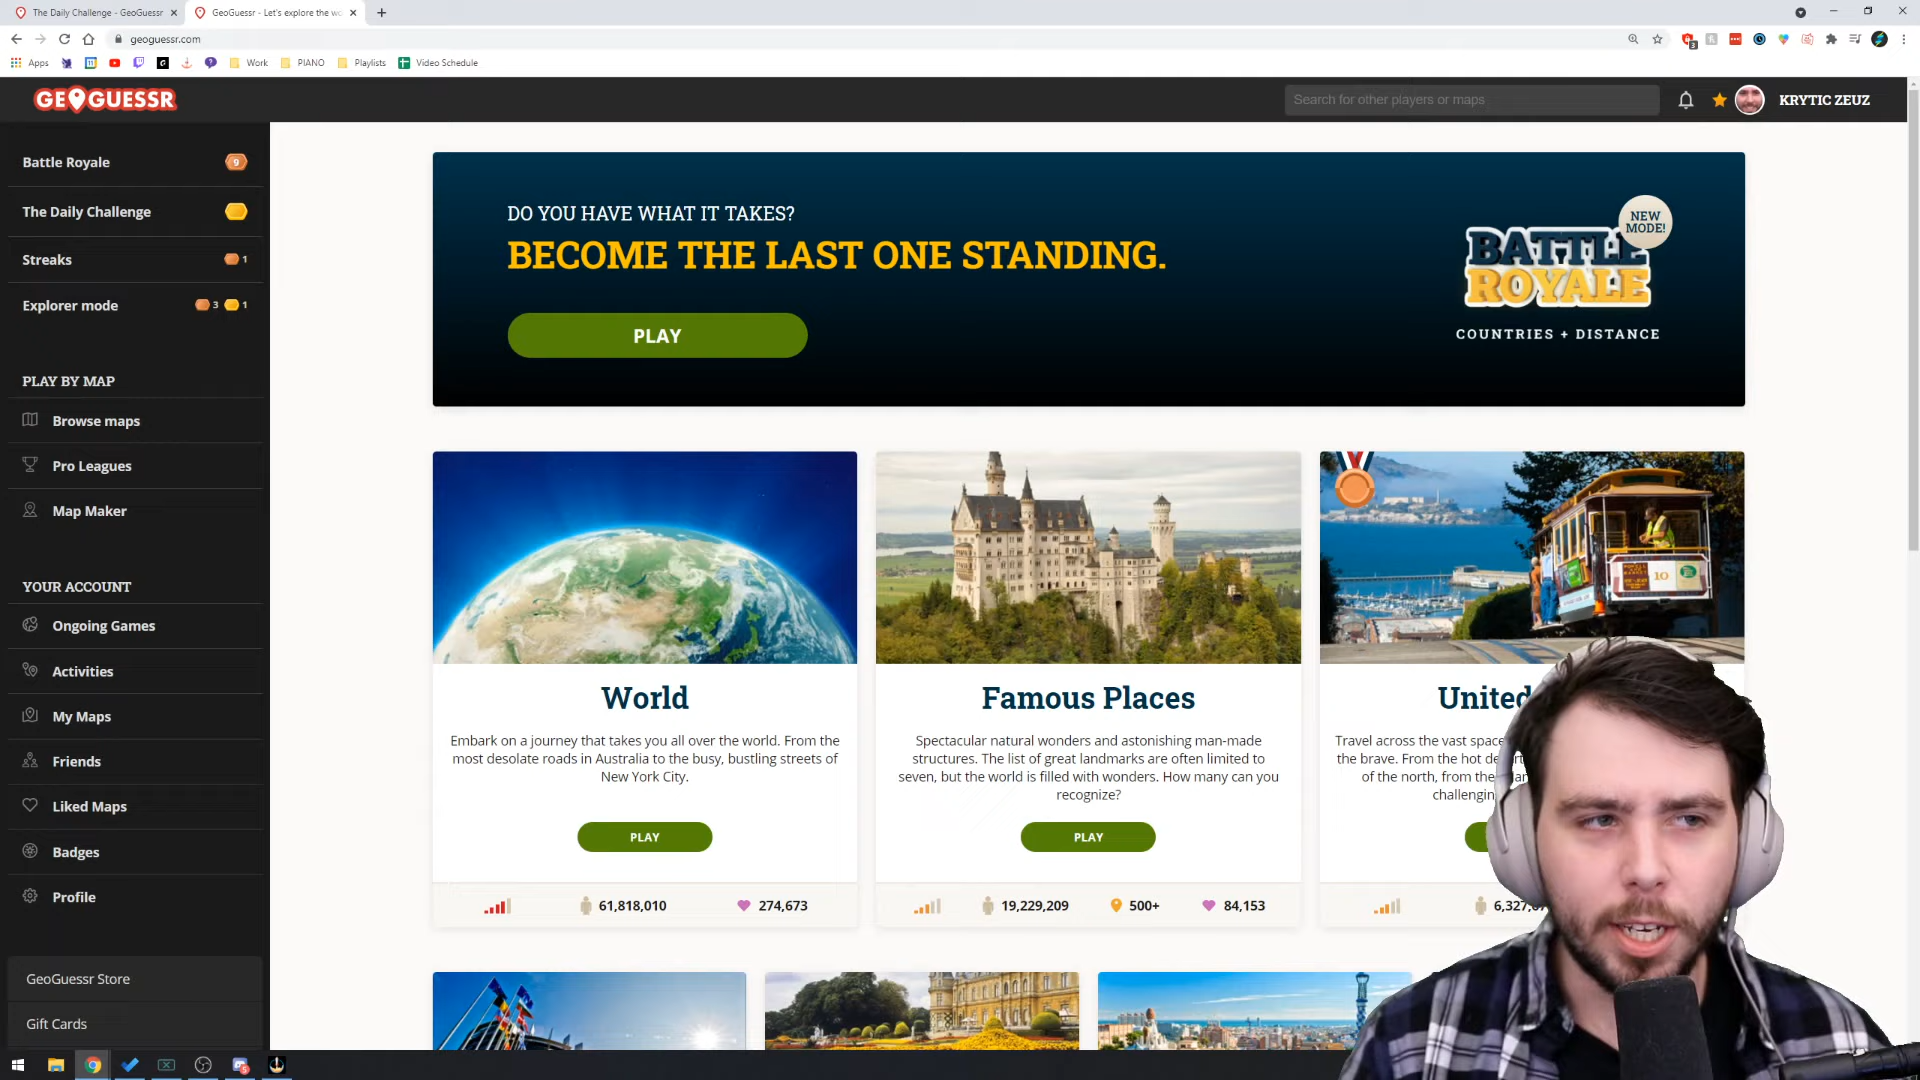 The Daily Challenge - GeoGuessr
GeoGuessr - Let's explore the wo
geoguessr.com
Apps
Work
PIANO
Playlists
Video Schedule
GEOGUESSR
Search for other players or maps
KRYTIC ZEUZ
Battle Royale
9
The Daily Challenge
Streaks
1
Explorer mode
3
1
PLAY BY MAP
Browse maps
Pro Leagues
Map Maker
YOUR ACCOUNT
Ongoing Games
Activities
My Maps
Friends
Liked Maps
Badges
Profile
GeoGuessr Store
Gift Cards
DO YOU HAVE WHAT IT TAKES?
BECOME THE LAST ONE STANDING.
PLAY
NEW
MODE!
BATTLE
ROYALE
COUNTRIES + DISTANCE
World
Embark on a journey that takes you all over the world. From the
most desolate roads in Australia to the busy, bustling streets of
New York City.
PLAY
61,818,010
274,673
Famous Places
Spectacular natural wonders and astonishing man-made
structures. The list of great landmarks are often limited to
seven, but the world is filled with wonders. How many can you
recognize?
PLAY
19,229,209
500+
84,153
10
United
Travel across the vast space
the brave. From the hot de
of the north, from the
challenging